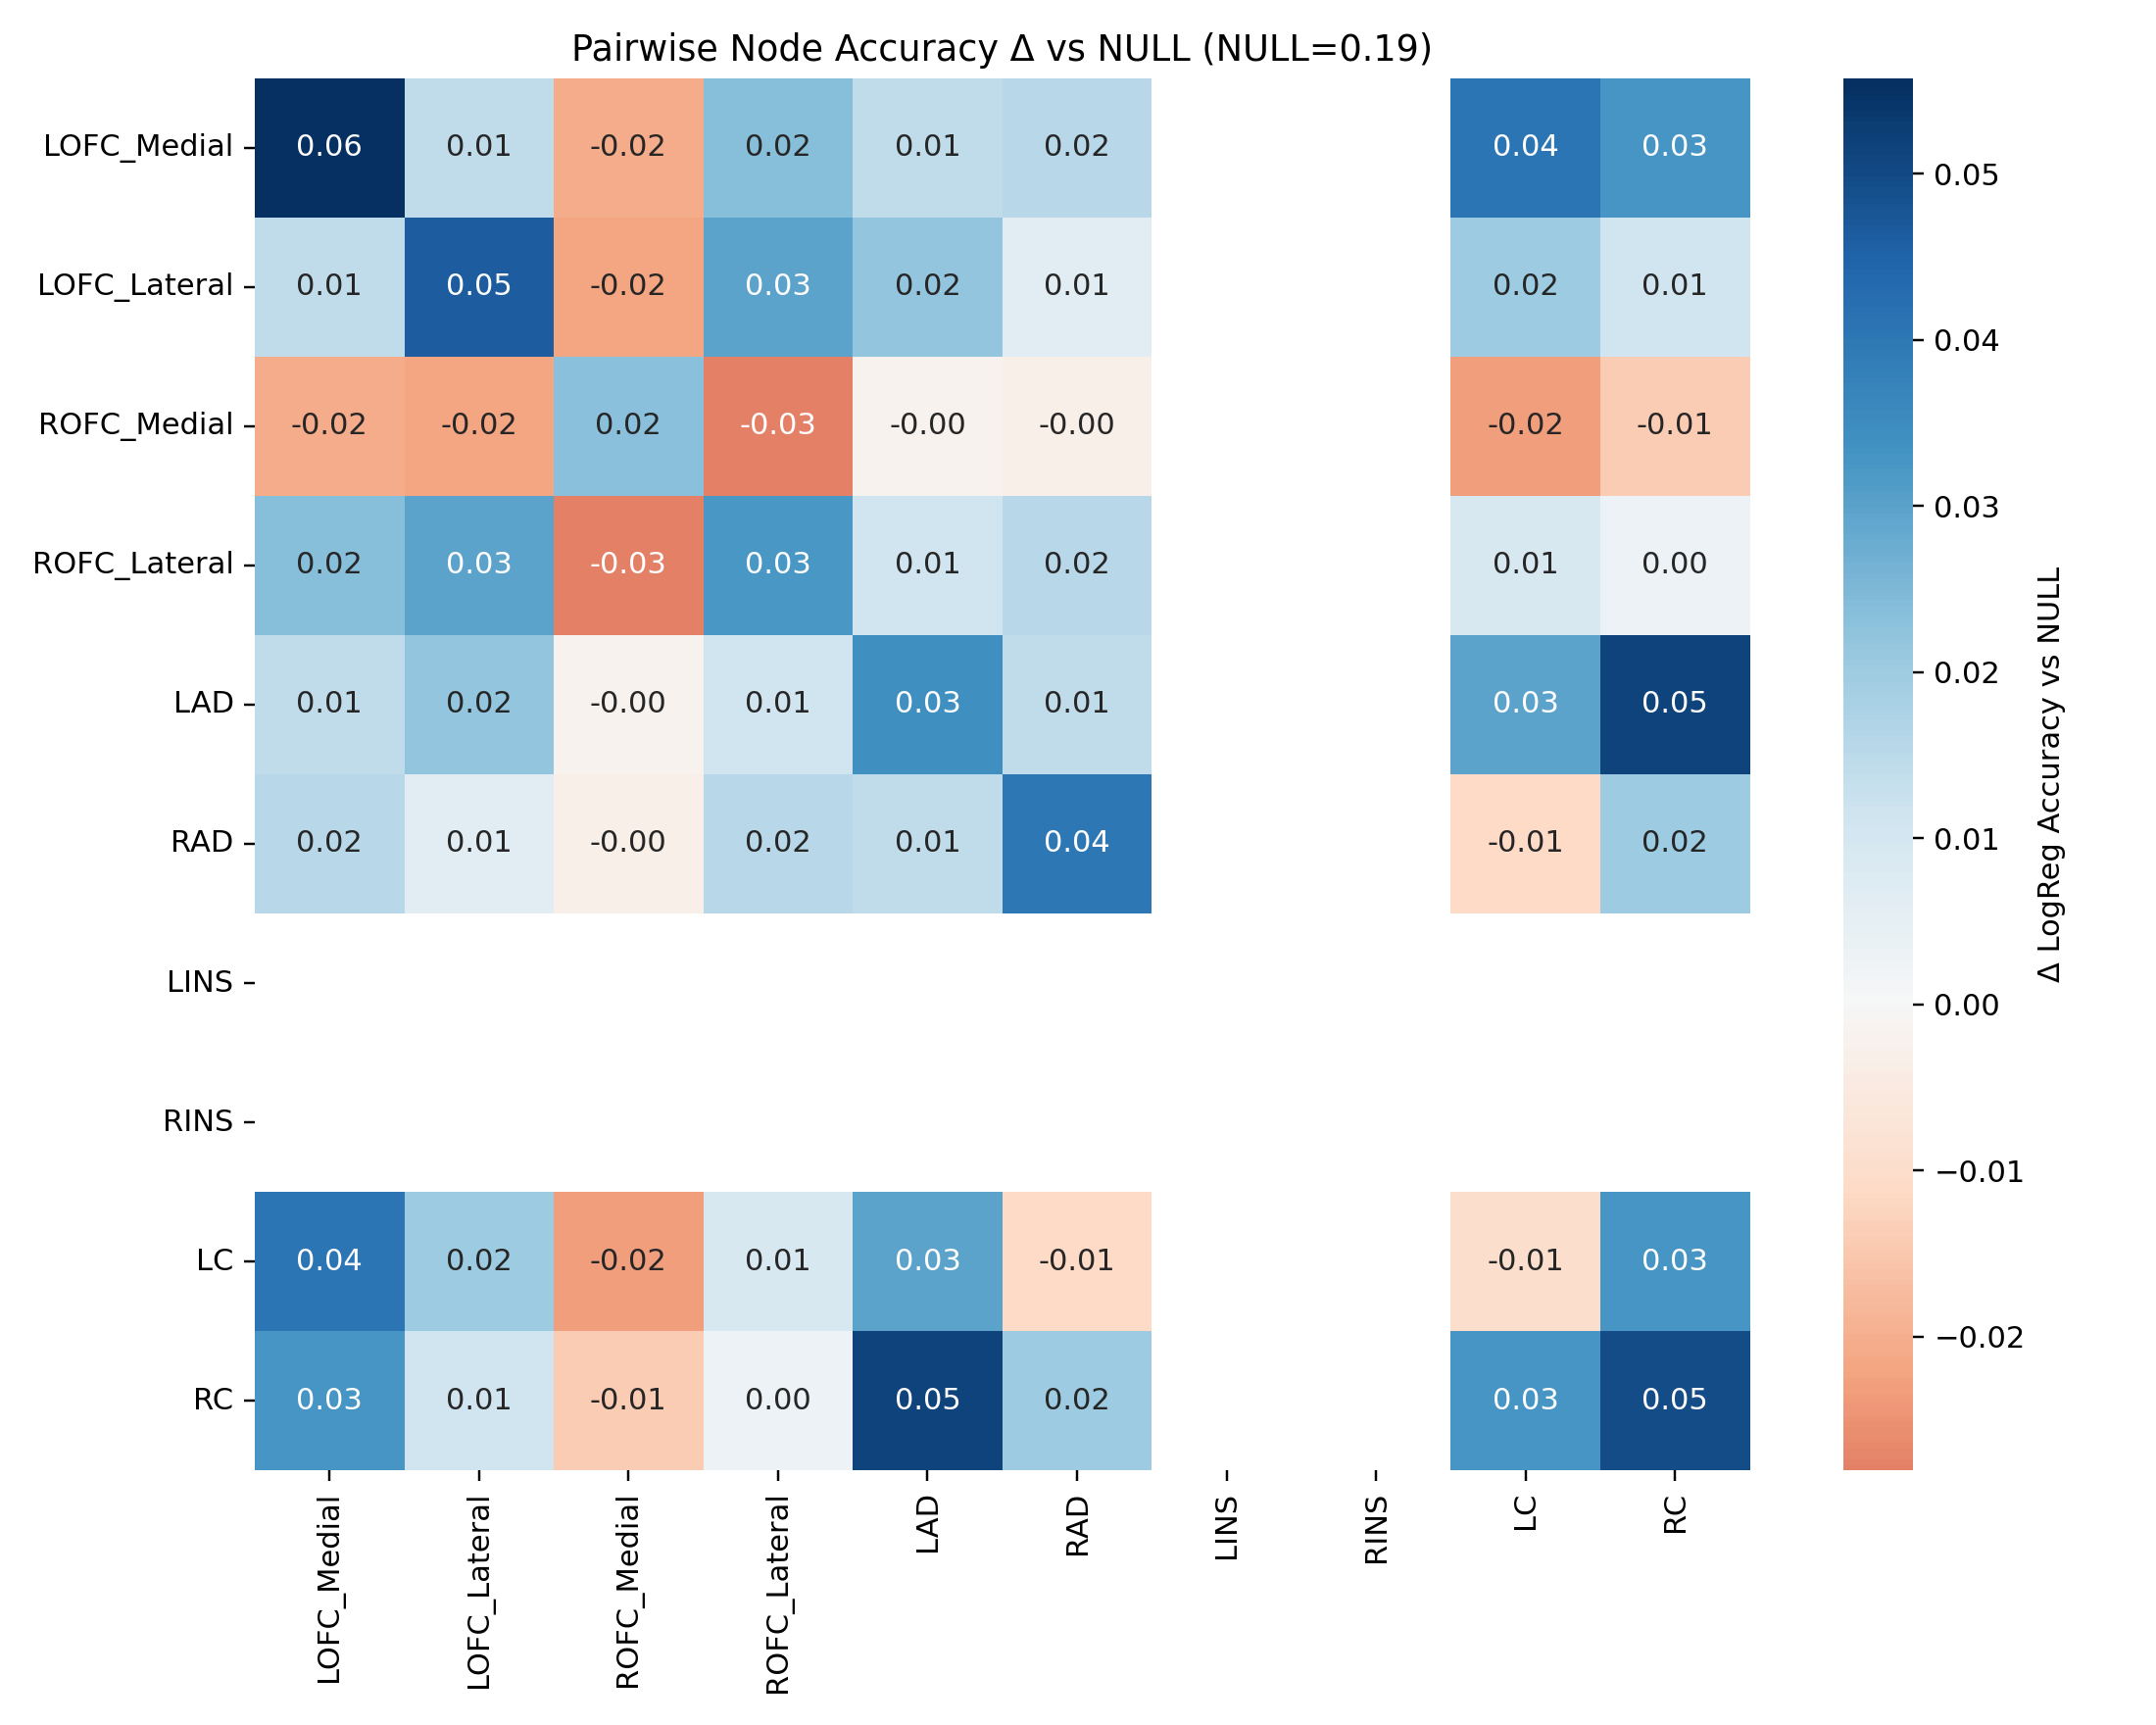 Pairwise Node Accuracy Δ vs NULL (NULL=0.19)
LOFC_Medial 0.06 0.01 -0.02 0.02 0.01 0.02 0.04 0.03
LOFC_Lateral 0.01 0.05 -0.02 0.03 0.02 0.01 0.02 0.01
ROFC_Medial -0.02 -0.02 0.02 -0.03 -0.00 -0.00 -0.02 -0.01
ROFC_Lateral 0.02 0.03 -0.03 0.03 0.01 0.02 0.01 0.00
LAD 0.01 0.02 -0.00 0.01 0.03 0.01 0.03 0.05
RAD 0.02 0.01 -0.00 0.02 0.01 0.04 -0.01 0.02
LINS
RINS
LC 0.04 0.02 -0.02 0.01 0.03 -0.01 -0.01 0.03
RC 0.03 0.01 -0.01 0.00 0.05 0.02 0.03 0.05
LOFC_Medial
LOFC_Lateral
ROFC_Medial
ROFC_Lateral
LAD
RAD
LINS
RINS
LC
RC
0.05
0.04
0.03
0.02
0.01
0.00
−0.01
−0.02
Δ LogReg Accuracy vs NULL